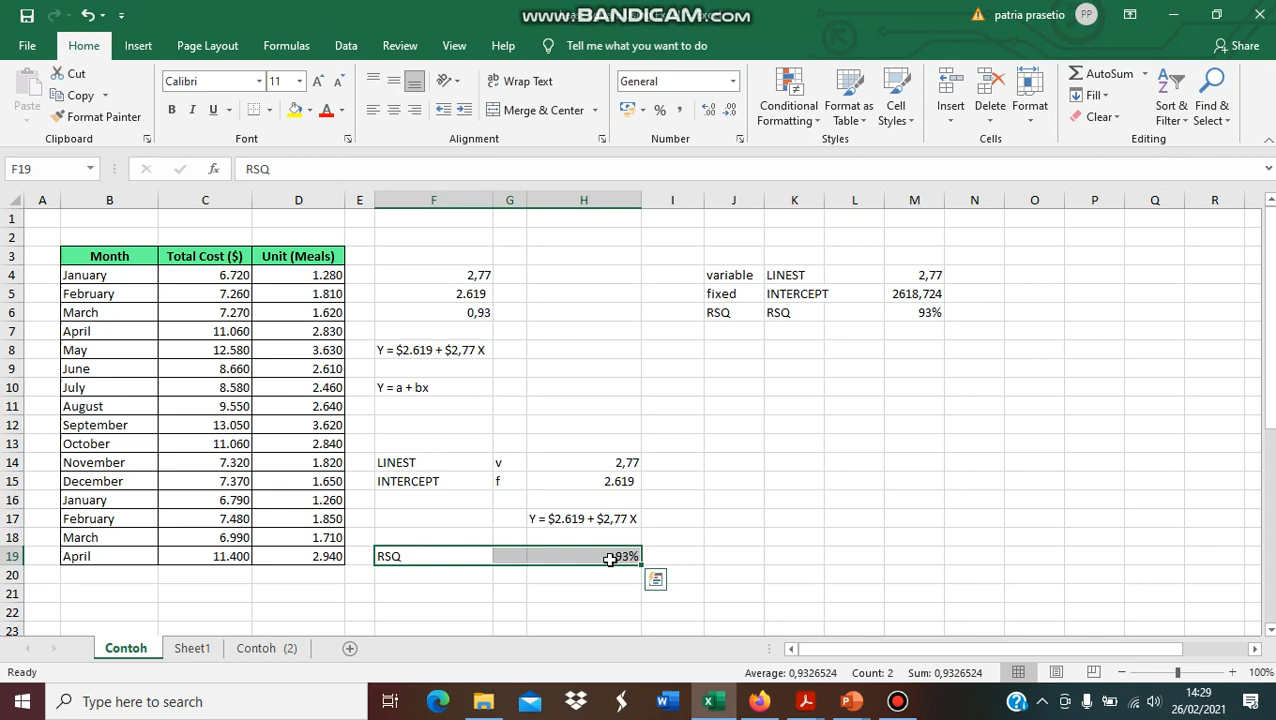 www.BANDICAM.com
patria prasetio PP
File Home Insert Page Layout Formulas Data Review View Help Tell me what you want to do Share
Paste Cut Copy Format Painter
Calibri 11 B I U
Wrap Text Merge & Center
General % ,
Conditional Formatting Format as Table Cell Styles
Insert Delete Format
AutoSum Fill Clear Sort & Filter Find & Select
Clipboard Font Alignment Number Styles Cells Editing
F19 fx RSQ
A B C D E F G H I J K L M N O P Q R
1
2
3 Month Total Cost ($) Unit (Meals)
4 January 6.720 1.280 2,77 variable LINEST 2,77
5 February 7.260 1.810 2.619 fixed INTERCEPT 2618,724
6 March 7.270 1.620 0,93 RSQ RSQ 93%
7 April 11.060 2.830
8 May 12.580 3.630 Y = $2.619 + $2,77 X
9 June 8.660 2.610
10 July 8.580 2.460 Y = a + bx
11 August 9.550 2.640
12 September 13.050 3.620
13 October 11.060 2.840
14 November 7.320 1.820 LINEST v 2,77
15 December 7.370 1.650 INTERCEPT f 2.619
16 January 6.790 1.260
17 February 7.480 1.850 Y = $2.619 + $2,77 X
18 March 6.990 1.710
19 April 11.400 2.940 RSQ 93%
20
21
22
23
Contoh Sheet1 Contoh (2)
Ready Average: 0,9326524 Count: 2 Sum: 0,9326524 100%
Type here to search 14:29
26/02/2021